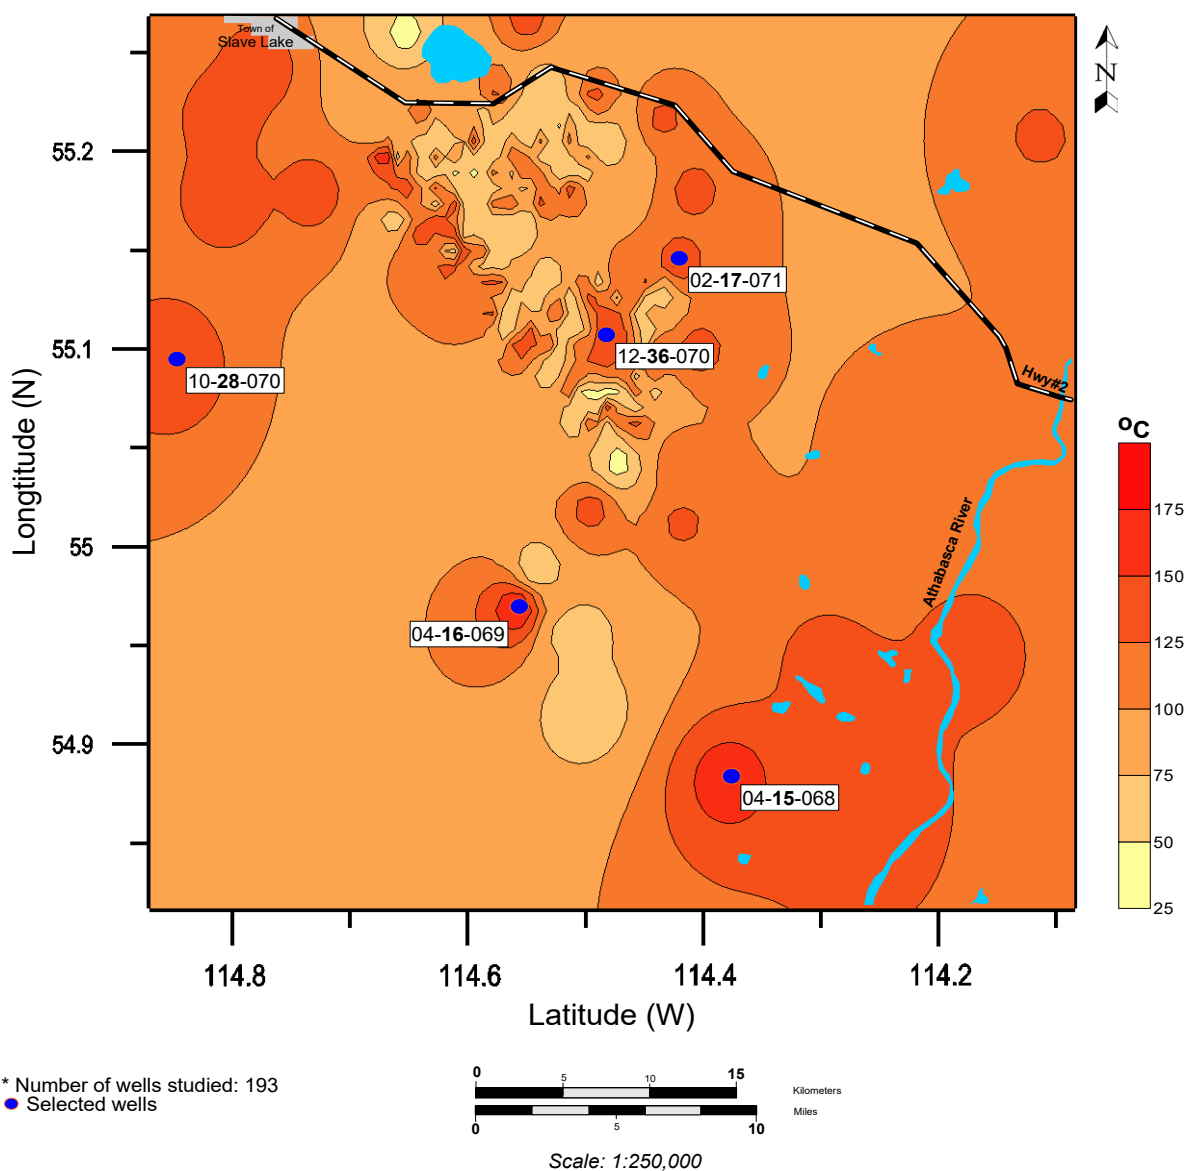 Town of
Slave Lake
N
55.2
02-17-071
55.1
12-36-070
10-28-070
Hwy#2
Longtitude (N)
°C
175
Athabasca River
55
150
04-16-069
125
100
54.9
75
04-15-068
50
25
114.8
114.6
114.4
114.2
Latitude (W)
* Number of wells studied: 193
Selected wells
0
5
10
15
Kilometers
Miles
0
5
10
Scale: 1:250,000